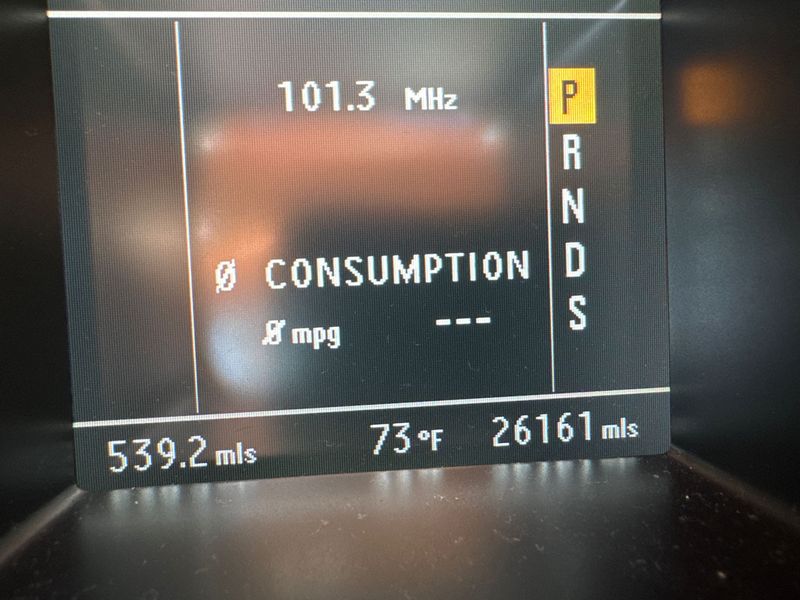 101.3 MHz
P
R
N
Ø CONSUMPTION
D
Ø mpg ---
S
539.2 mls 73 °F 26161 mls